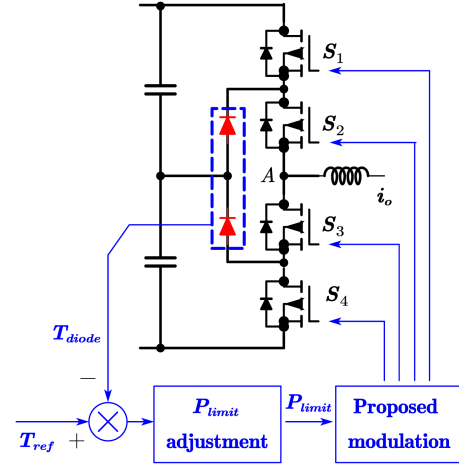 S1
S2
A
io
S3
S4
Tdiode
−
Tref +
Plimit
adjustment
Plimit
Proposed
modulation